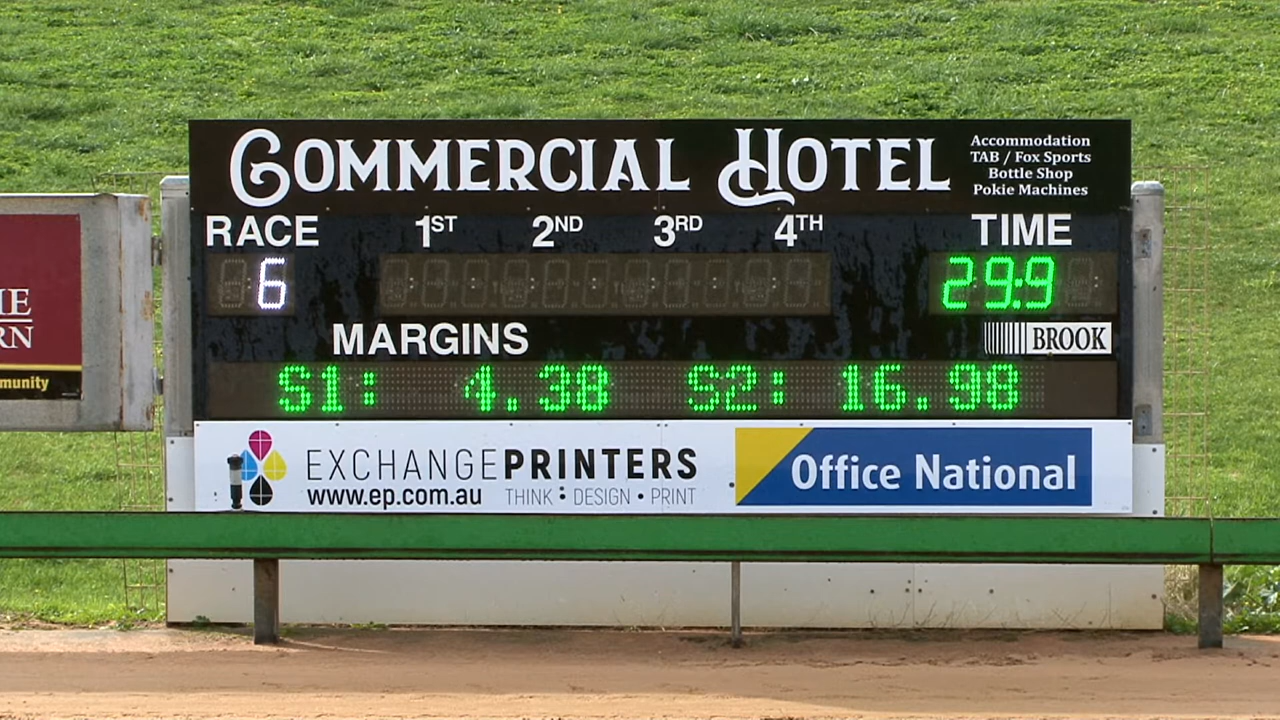 COMMERCIAL HOTEL
Accommodation
TAB / Fox Sports
Bottle Shop
Pokie Machines
RACE 1ST 2ND 3RD 4TH TIME
6 29:9
MARGINS
BROOK
S1: 4.38 S2: 16.98
EXCHANGEPRINTERS
www.ep.com.au THINK • DESIGN • PRINT
Office National